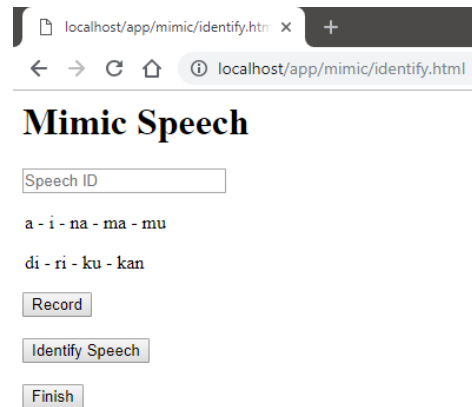 localhost/app/mimic/identify.htm
localhost/app/mimic/identify.html
Mimic Speech
Speech ID
a - i - na - ma - mu
di - ri - ku - kan
Record
Identify Speech
Finish